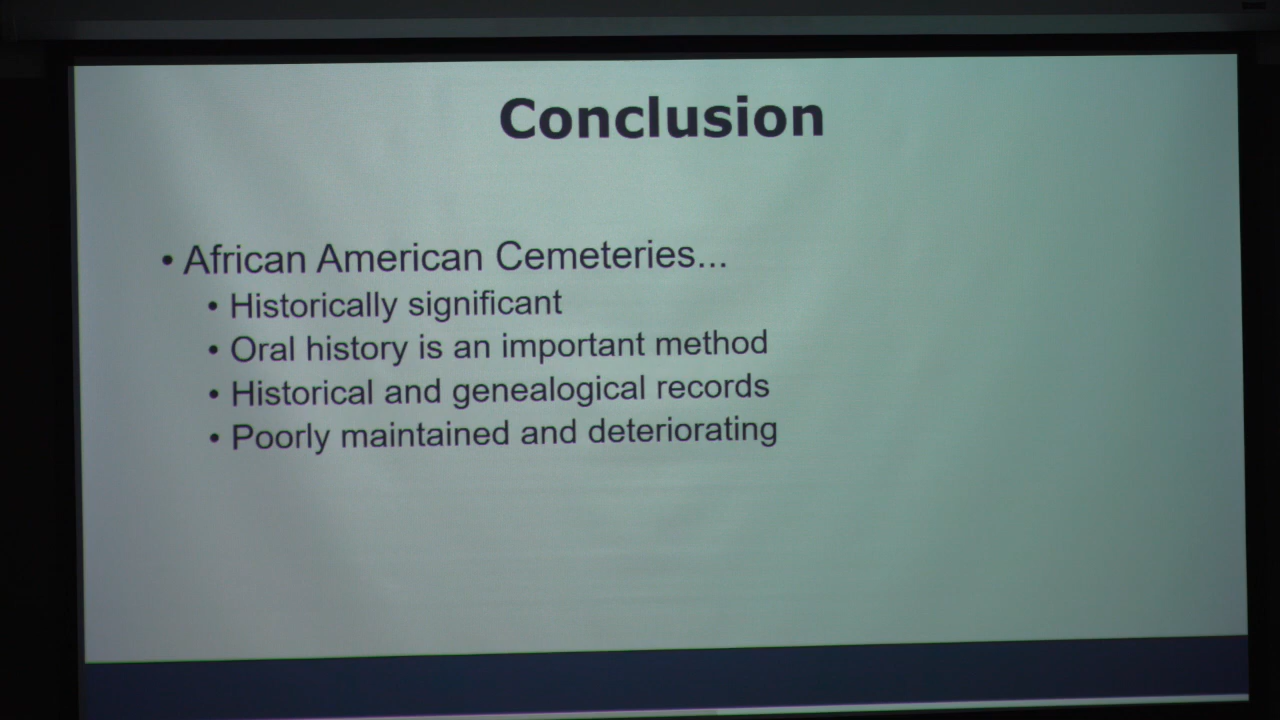 Conclusion
• African American Cemeteries...
• Historically significant
• Oral history is an important method
• Historical and genealogical records
• Poorly maintained and deteriorating